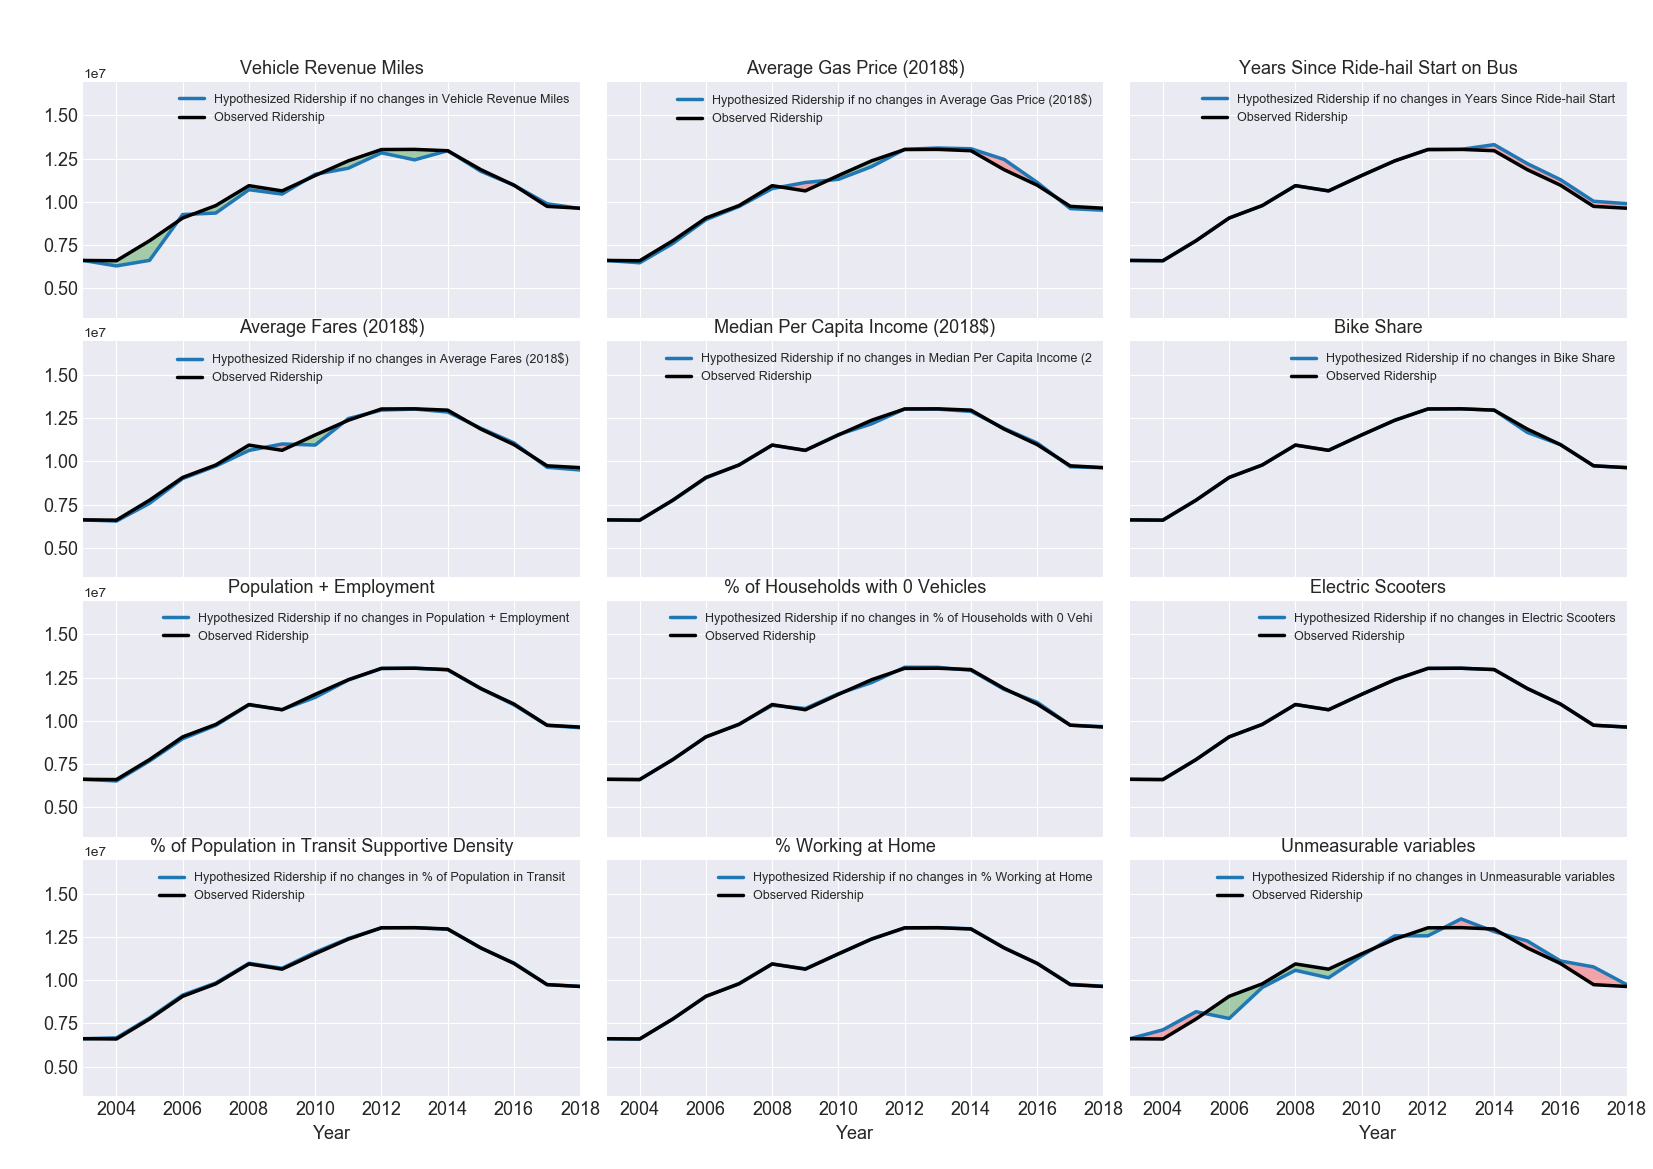 Vehicle Revenue Miles
1e7
Hypothesized Ridership if no changes in Vehicle Revenue Miles
Observed Ridership
1.50
1.25
1.00
0.75
0.50
Average Gas Price (2018$)
Hypothesized Ridership if no changes in Average Gas Price (2018$)
Observed Ridership
Years Since Ride-hail Start on Bus
Hypothesized Ridership if no changes in Years Since Ride-hail Start
Observed Ridership
Average Fares (2018$)
1e7
Hypothesized Ridership if no changes in Average Fares (2018$)
Observed Ridership
1.50
1.25
1.00
0.75
0.50
Median Per Capita Income (2018$)
Hypothesized Ridership if no changes in Median Per Capita Income (2
Observed Ridership
Bike Share
Hypothesized Ridership if no changes in Bike Share
Observed Ridership
Population + Employment
1e7
Hypothesized Ridership if no changes in Population + Employment
Observed Ridership
1.50
1.25
1.00
0.75
0.50
% of Households with 0 Vehicles
Hypothesized Ridership if no changes in % of Households with 0 Vehi
Observed Ridership
Electric Scooters
Hypothesized Ridership if no changes in Electric Scooters
Observed Ridership
% of Population in Transit Supportive Density
1e7
Hypothesized Ridership if no changes in % of Population in Transit
Observed Ridership
1.50
1.25
1.00
0.75
0.50
2004 2006 2008 2010 2012 2014 2016 2018
Year
% Working at Home
Hypothesized Ridership if no changes in % Working at Home
Observed Ridership
2004 2006 2008 2010 2012 2014 2016 2018
Year
Unmeasurable variables
Hypothesized Ridership if no changes in Unmeasurable variables
Observed Ridership
2004 2006 2008 2010 2012 2014 2016 2018
Year